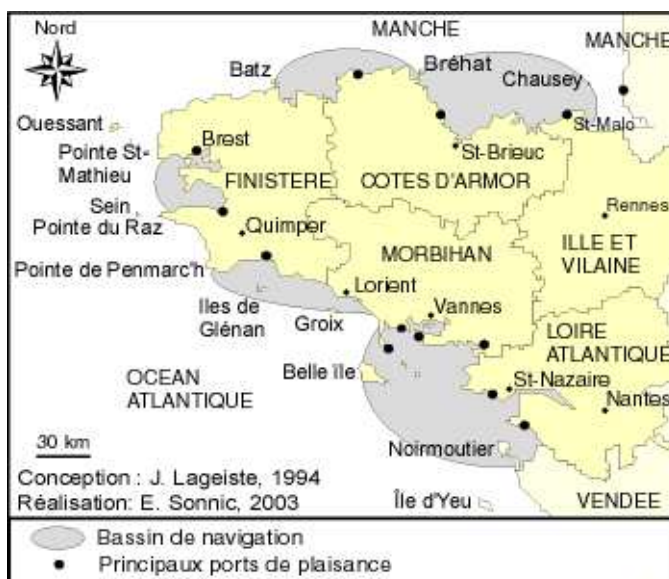 Nord
MANCHE
MANCHE
Batz
Bréhat
Chausey
Ouessant
Brest
St-Malo
Pointe St-
Mathieu
St-Brieuc
FINISTERE
COTES D'ARMOR
Sein
Pointe du Raz
Quimper
Rennes
ILLE ET
VILAINE
Pointe de Penmarc'h
MORBIHAN
Lorient
Vannes
Iles de
Glénan
Groix
LOIRE
ATLANTIQUE
Belle île
OCEAN
ATLANTIQUE
St-Nazaire
Nantes
30 km
Noirmoutier
Conception : J. Lageiste, 1994
Réalisation : E. Sonnic, 2003
Île d'Yeu
VENDEE
Bassin de navigation
Principaux ports de plaisance